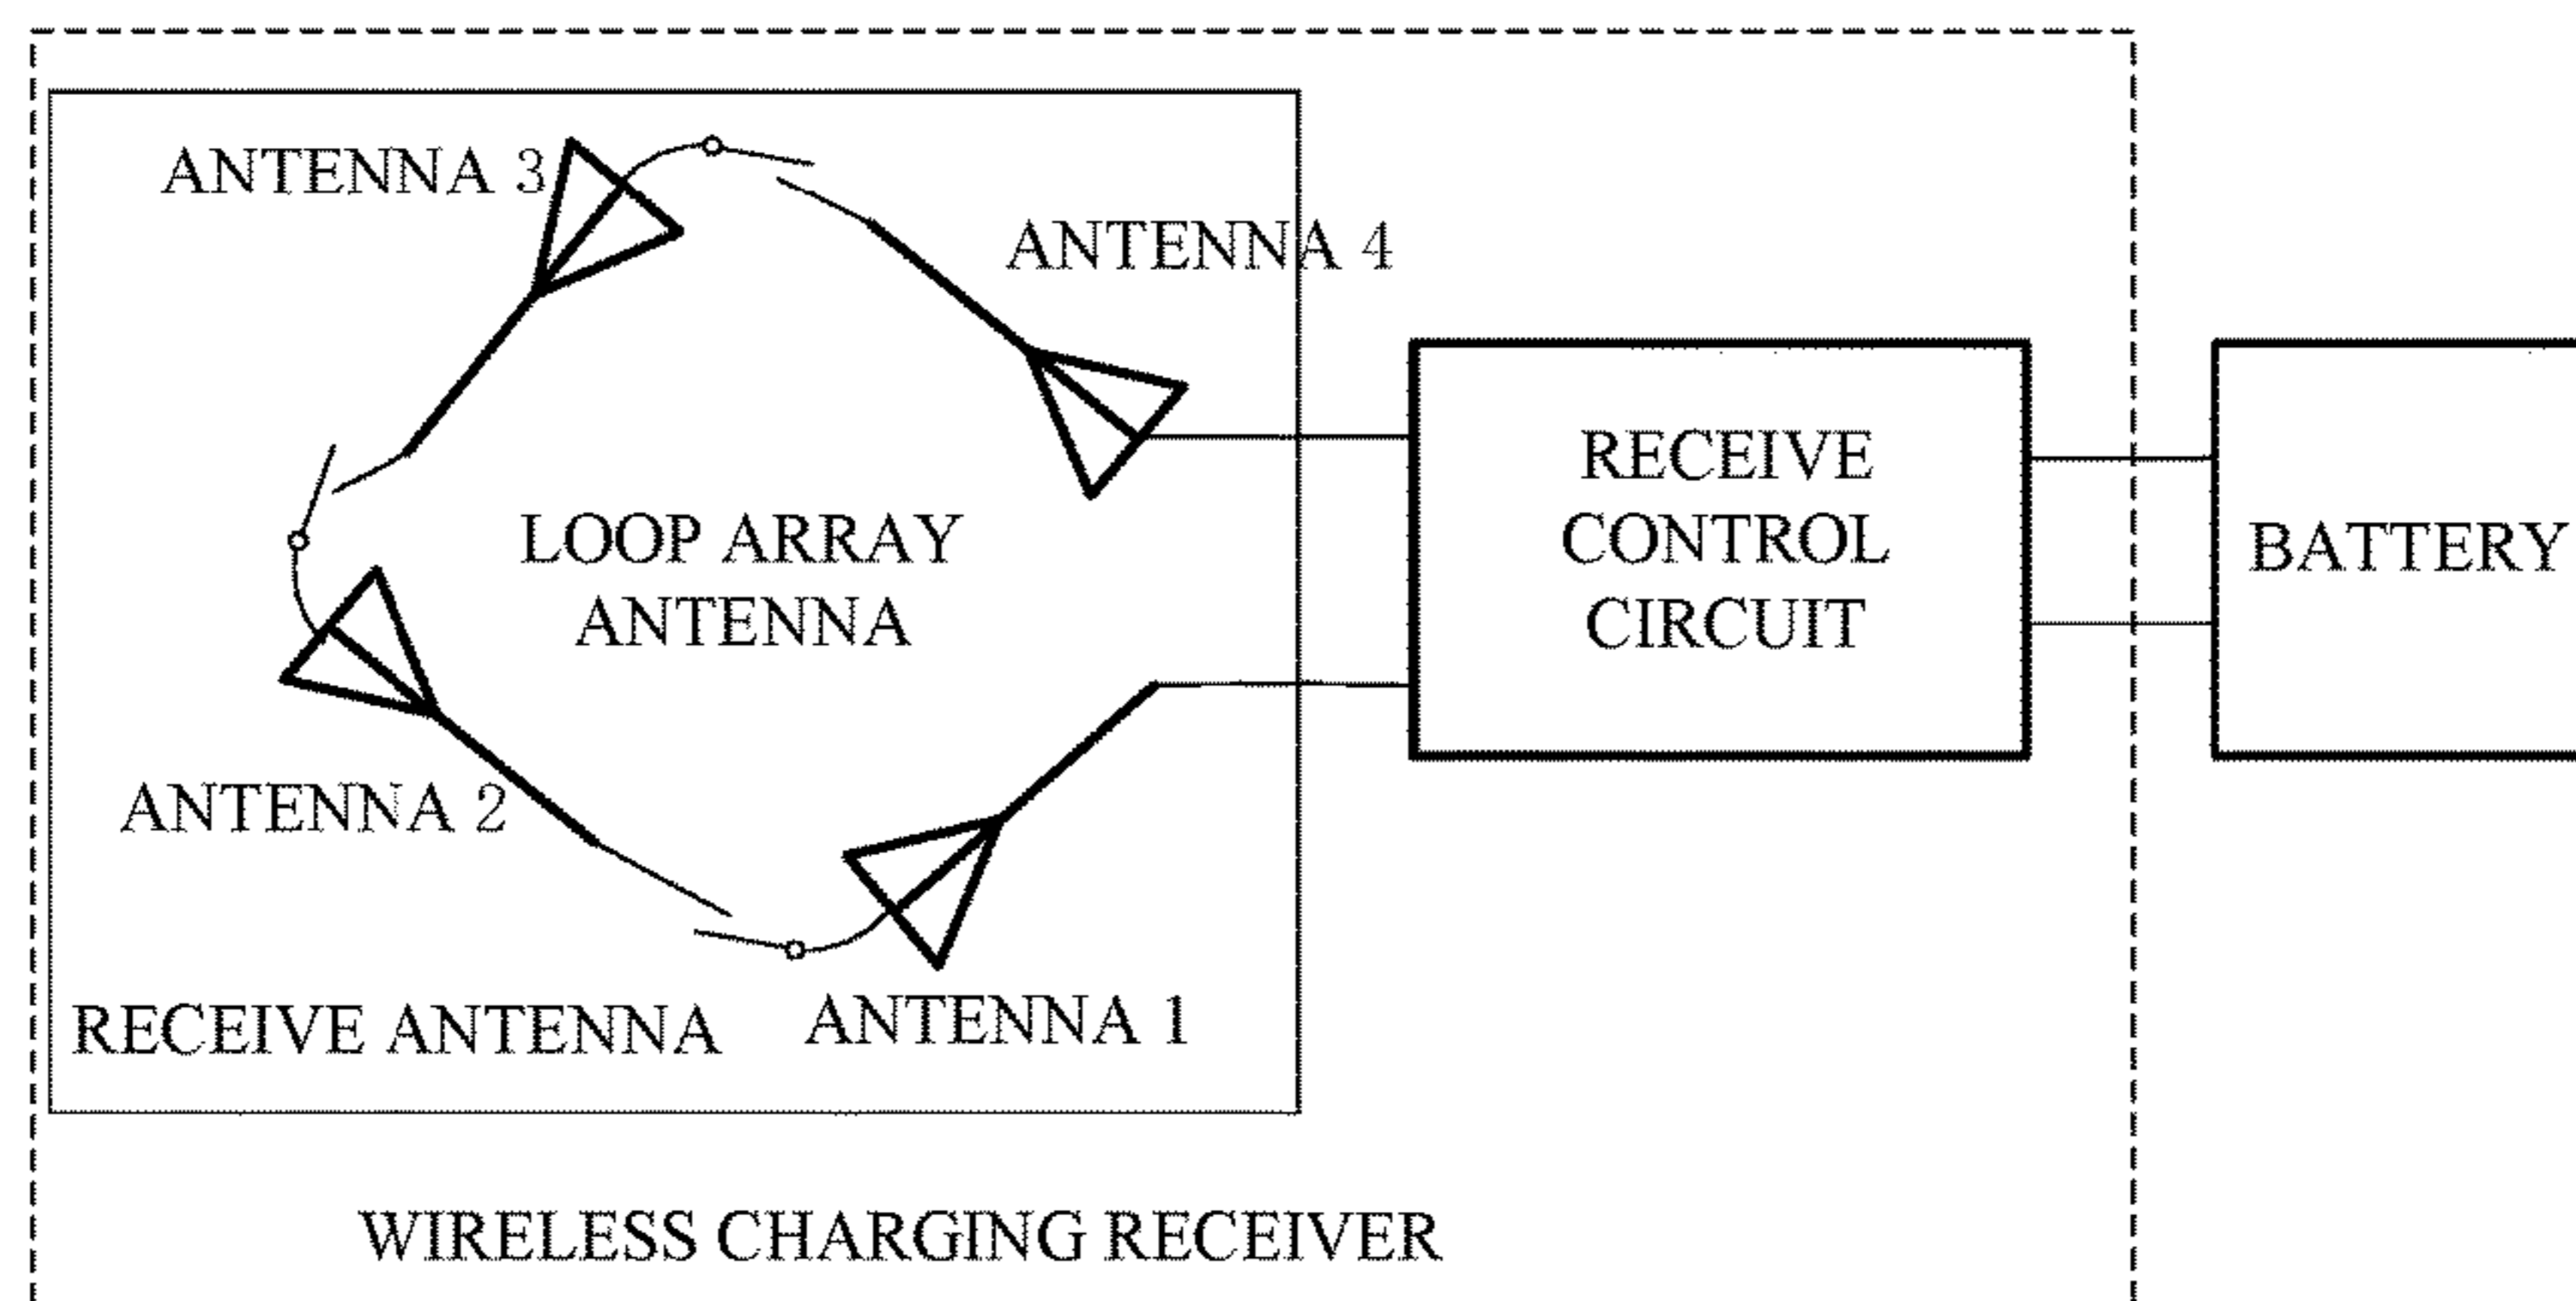 ANTENNA 3
ANTENNA 4
LOOP ARRAY
ANTENNA
RECEIVE
CONTROL
CIRCUIT
BATTERY
ANTENNA 2
RECEIVE ANTENNA
ANTENNA 1
WIRELESS CHARGING RECEIVER